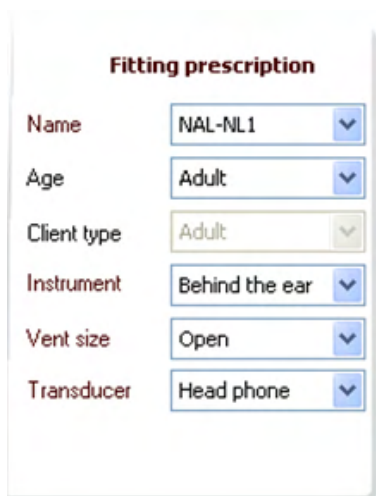 Fitting prescription
Name NAL-NL1
Age Adult
Client type Adult
Instrument Behind the ear
Vent size Open
Transducer Head phone